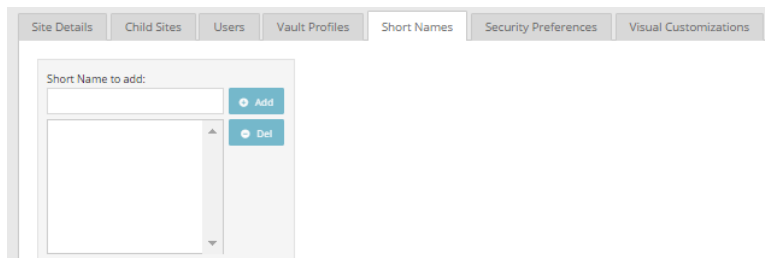 Site Details Child Sites Users Vault Profiles Short Names Security Preferences Visual Customizations
Short Name to add:
Add
Del